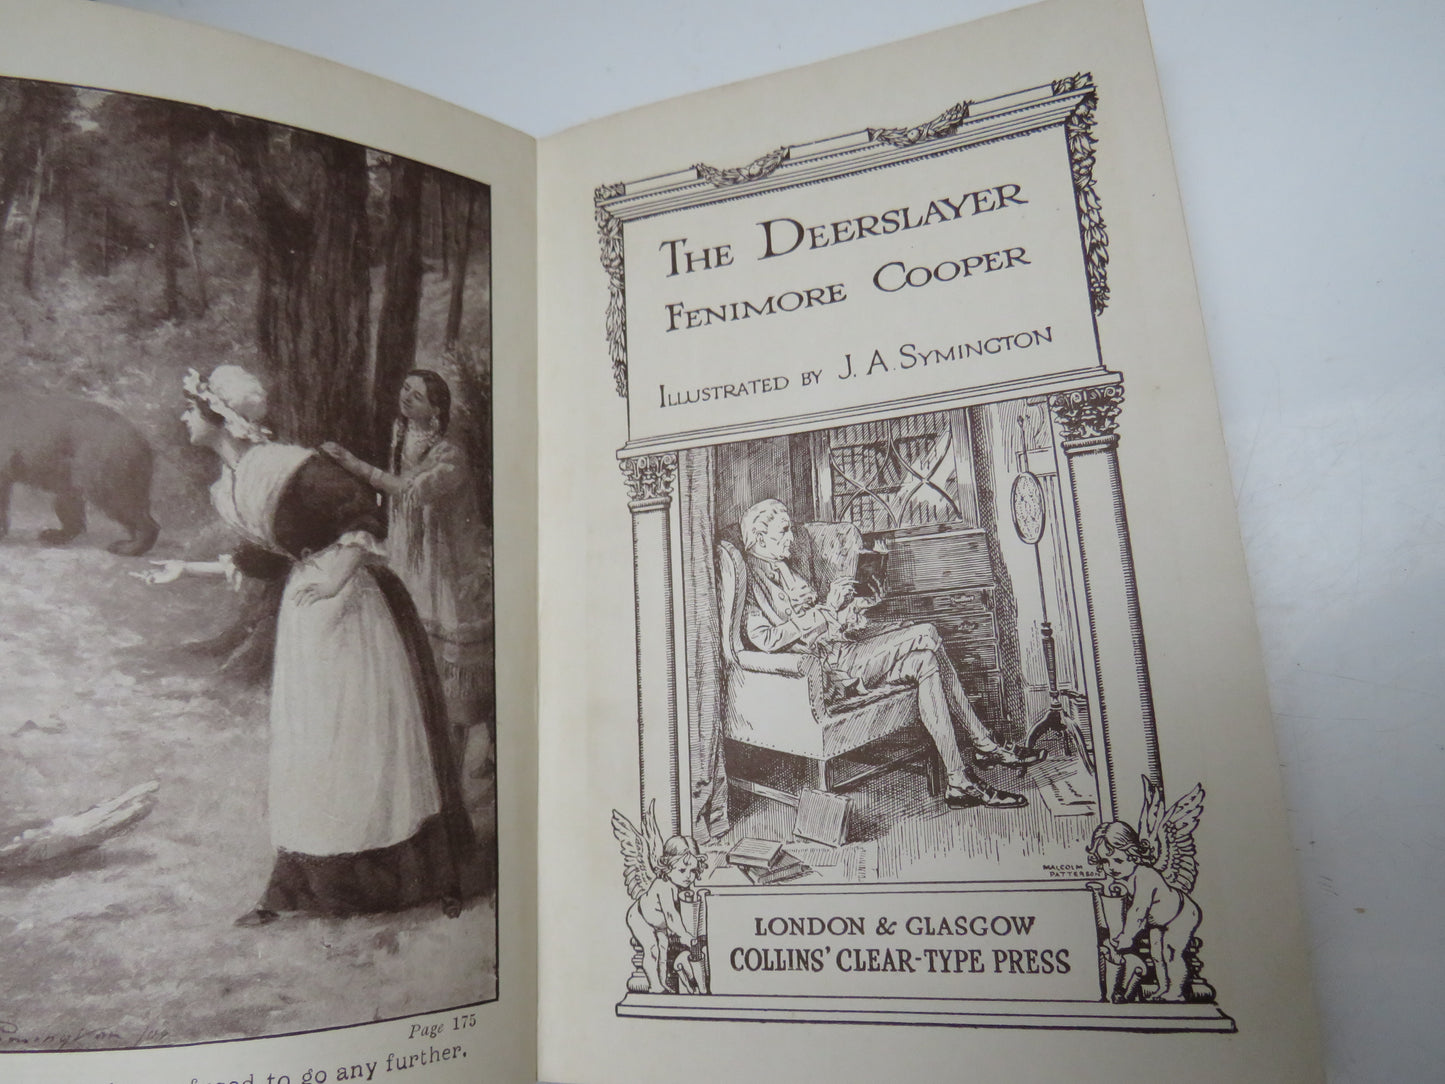 THE DEERSLAYER
FENIMORE COOPER
ILLUSTRATED BY J. A. SYMINGTON
MALCOLM
PATTERSON
LONDON & GLASGOW
COLLINS' CLEAR-TYPE PRESS
Page 175
to go any further.